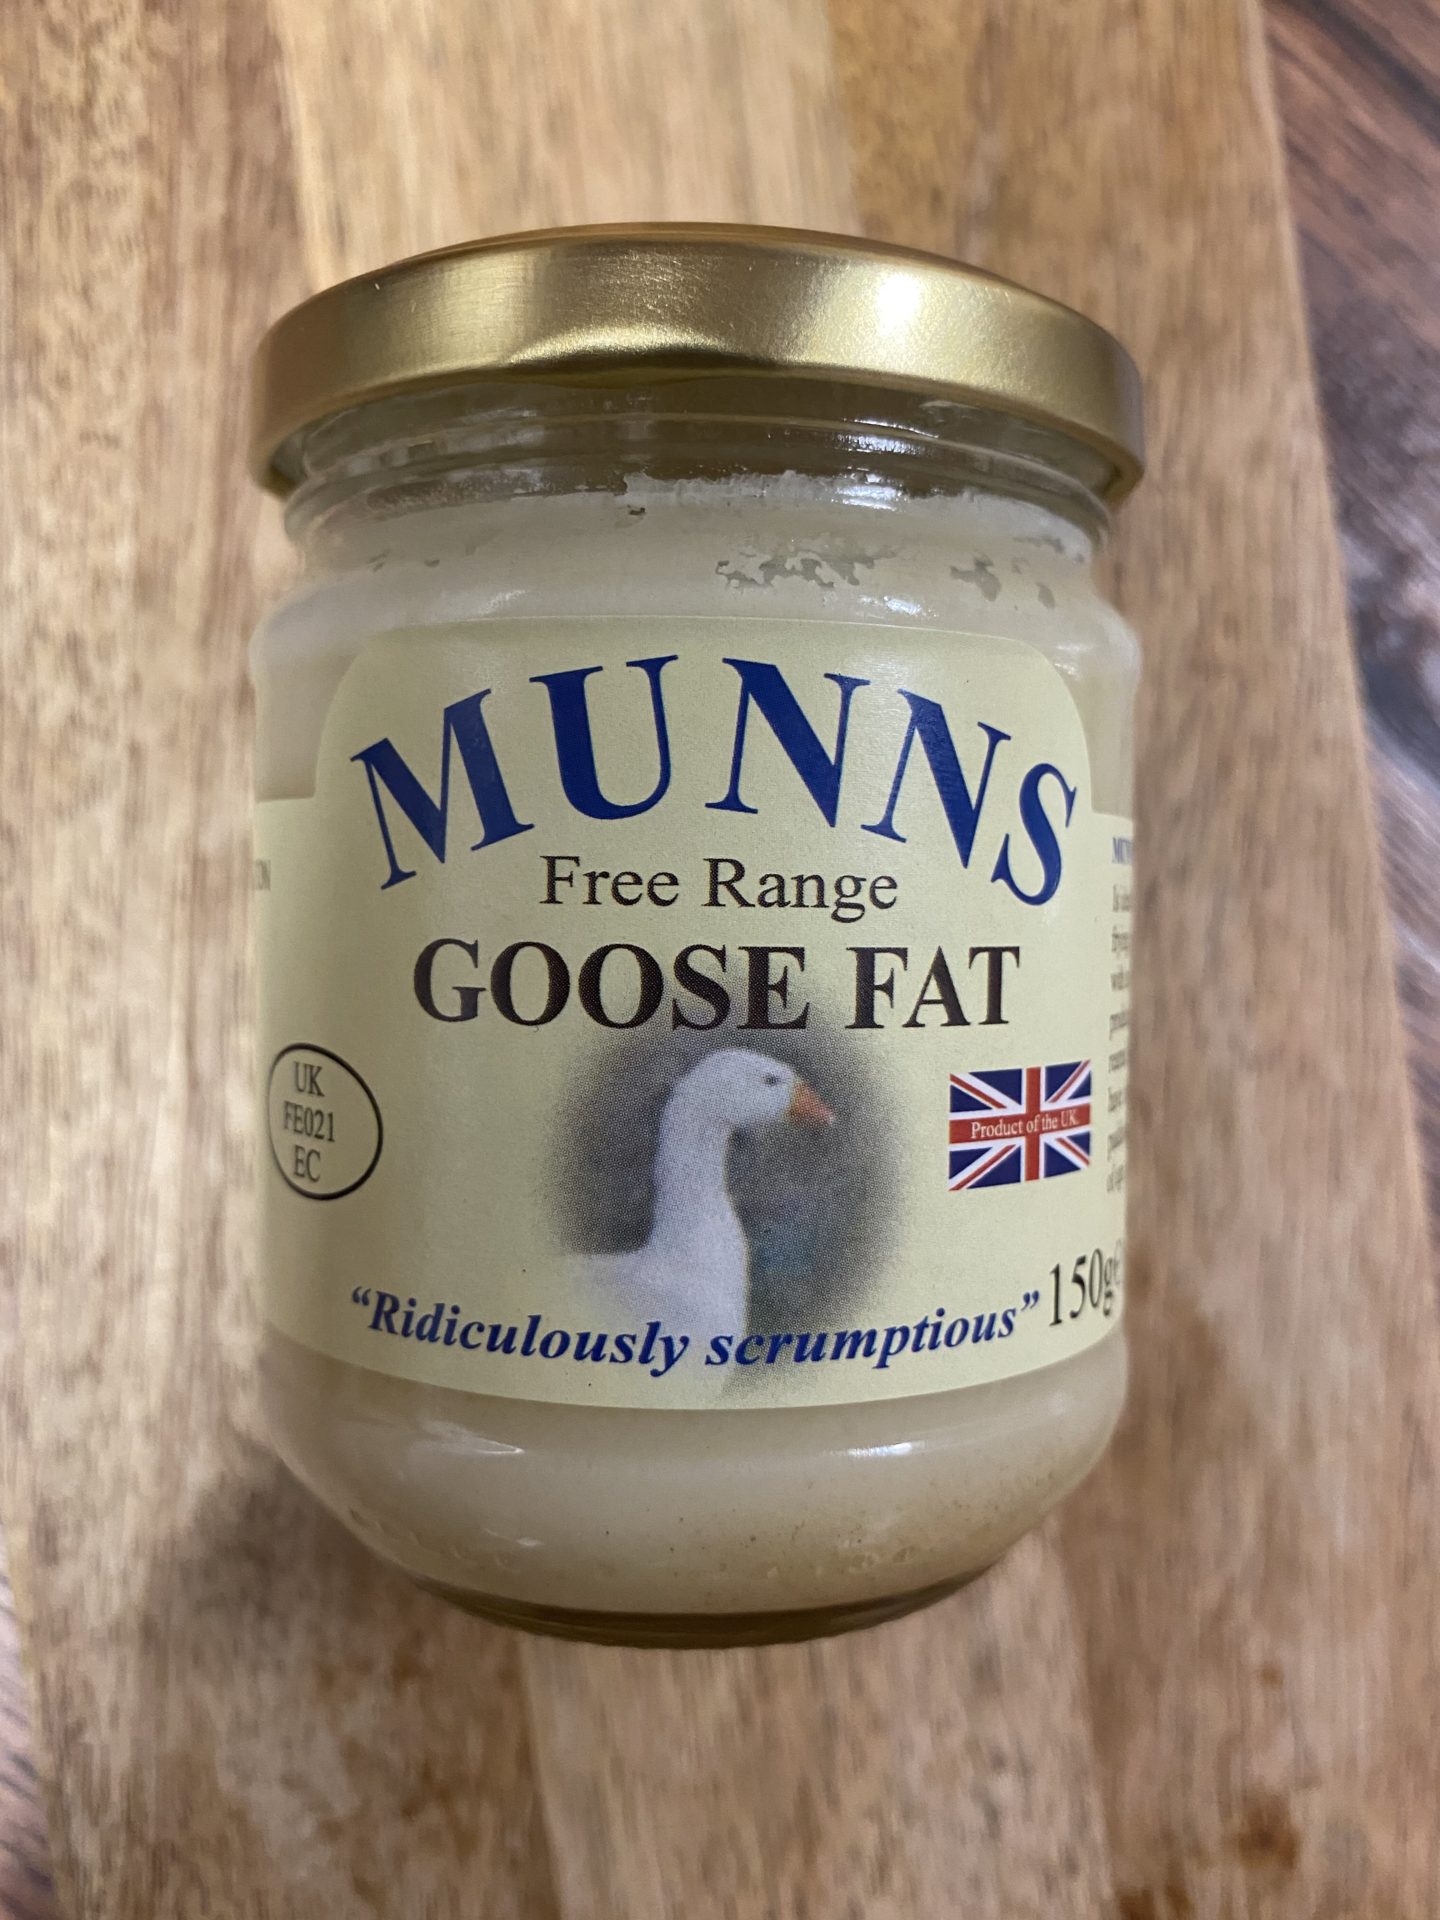 MUNNS
Free Range
GOOSE FAT
UK
FE021
EC
Product of the UK.
"Ridiculously scrumptious"
150g